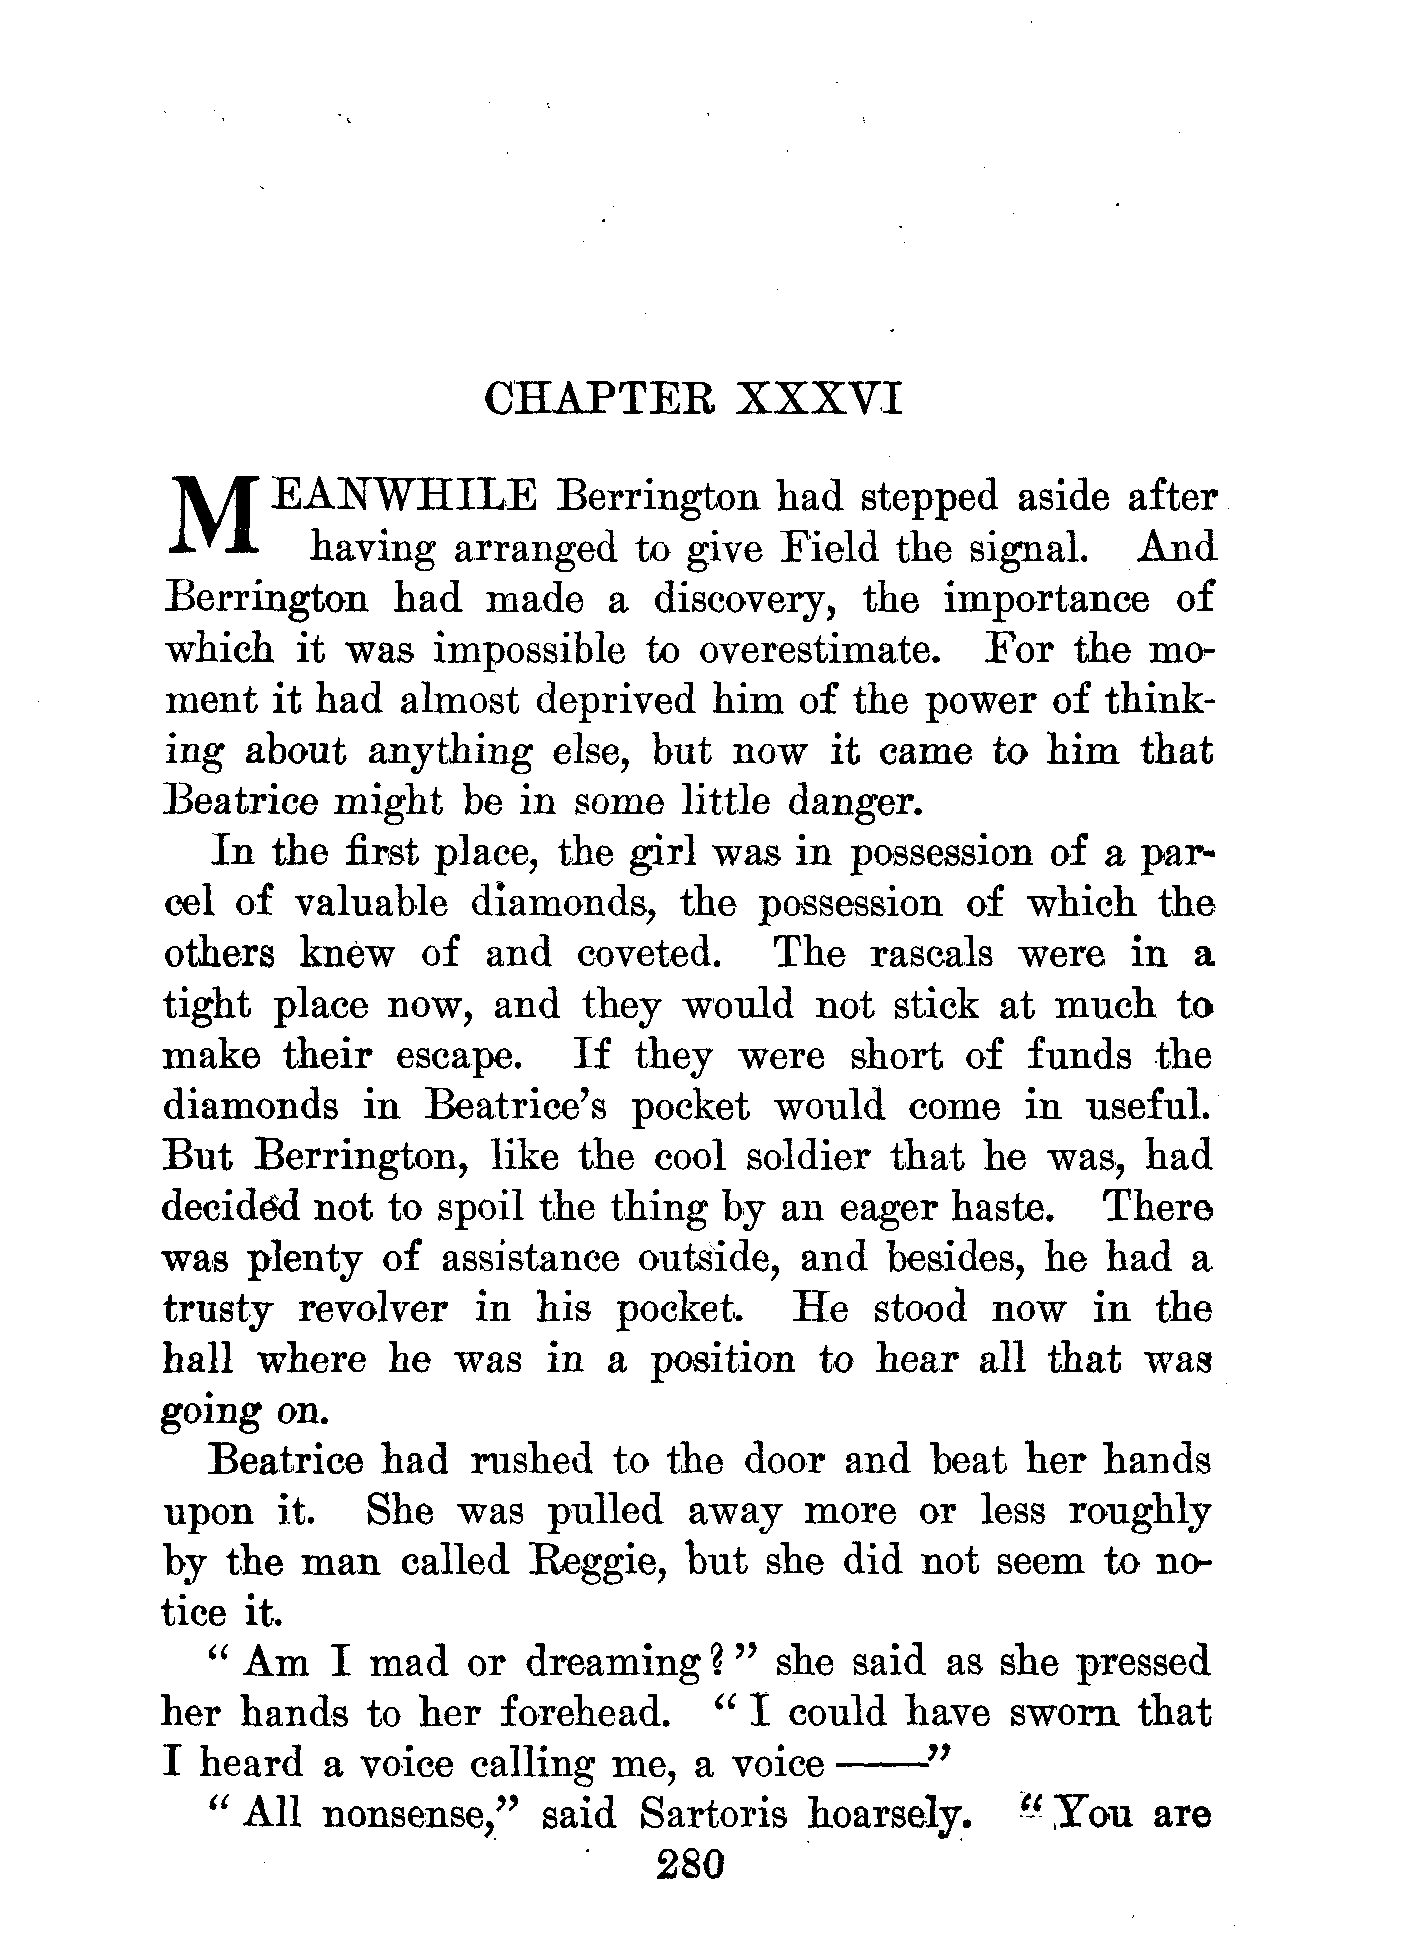 CHAPTER XXXVI
MEANWHILE Berrington had stepped aside after
having arranged to give Field the signal. And
Berrington had made a discovery, the importance of
which it was impossible to overestimate. For the mo-
ment it had almost deprived him of the power of think-
ing about anything else, but now it came to him that
Beatrice might be in some little danger.
In the first place, the girl was in possession of a par-
cel of valuable diamonds, the possession of which the
others knew of and coveted. The rascals were in a
tight place now, and they would not stick at much to
make their escape. If they were short of funds the
diamonds in Beatrice's pocket would come in useful.
But Berrington, like the cool soldier that he was, had
decided not to spoil the thing by an eager haste. There
was plenty of assistance outside, and besides, he had a
trusty revolver in his pocket. He stood now in the
hall where he was in a position to hear all that was
going on.
Beatrice had rushed to the door and beat her hands
upon it. She was pulled away more or less roughly
by the man called Reggie, but she did not seem to no-
tice it.
“ Am I mad or dreaming? ” she said as she pressed
her hands to her forehead. “ I could have sworn that
I heard a voice calling me, a voice ——”
“ All nonsense,” said Sartoris hoarsely. “ You are
280